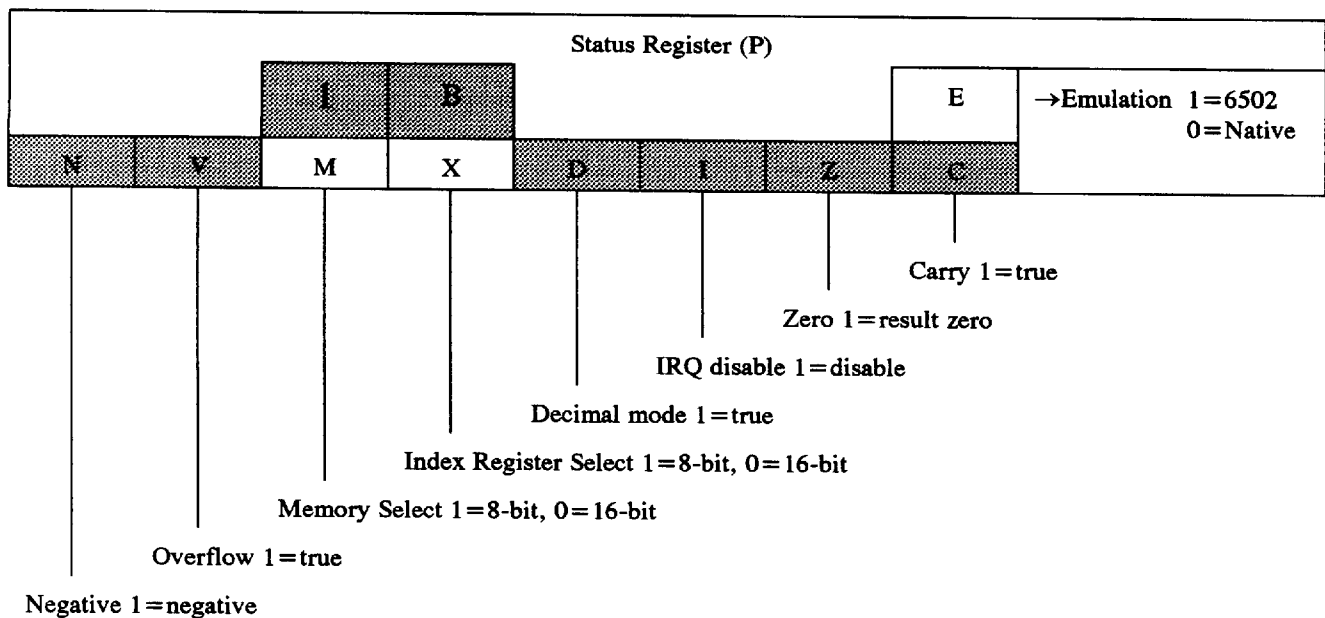 Status Register (P)
1 B E →Emulation 1=6502
0=Native
N V M X D I Z C
Carry 1=true
Zero 1=result zero
IRQ disable 1=disable
Decimal mode 1=true
Index Register Select 1=8-bit, 0=16-bit
Memory Select 1=8-bit, 0=16-bit
Overflow 1=true
Negative 1=negative